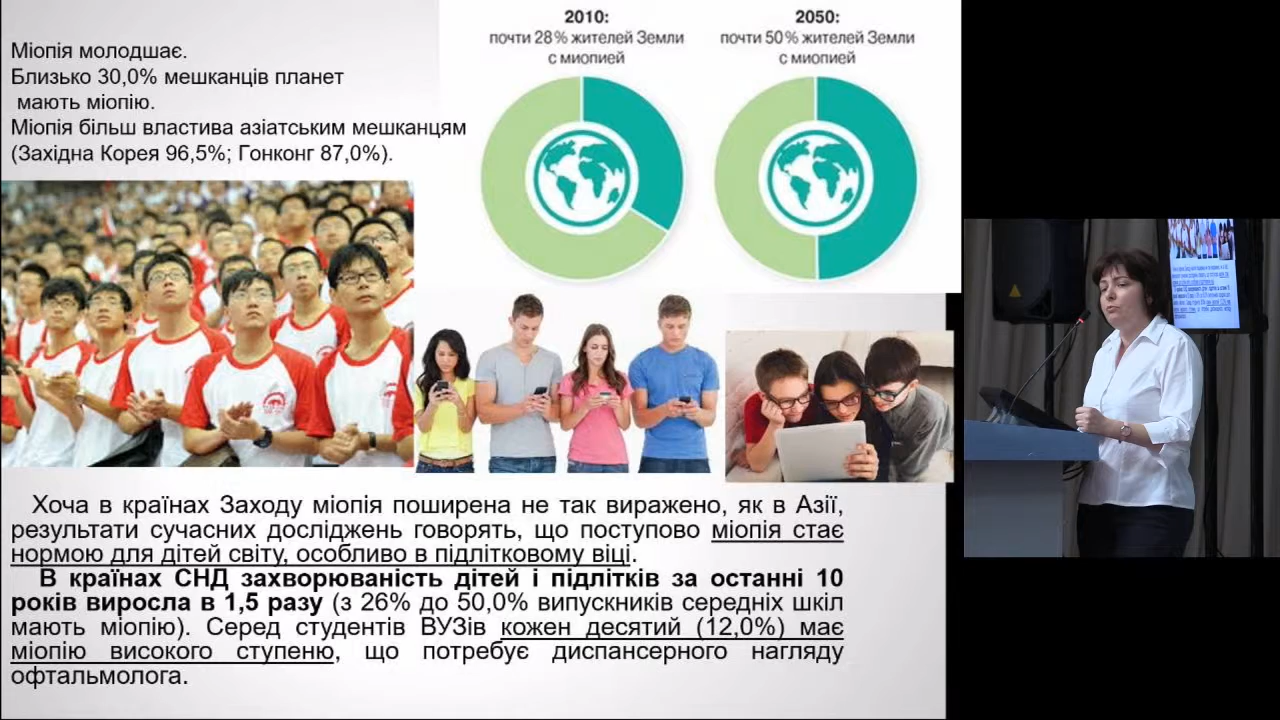 Міопія молодшає.
Близько 30,0% мешканців планет
мають міопію.
Міопія більш властива азіатським мешканцям
(Західна Корея 96,5%; Гонконг 87,0%).
2010:
почти 28% жителей Земли
с миопией
2050:
почти 50% жителей Земли
с миопией
Хоча в країнах Заходу міопія поширена не так виражено, як в Азії,
результати сучасних досліджень говорять, що поступово міопія стає
нормою для дітей світу, особливо в підлітковому віці.
В країнах СНД захворюваність дітей і підлітків за останні 10
років виросла в 1,5 разу (з 26% до 50,0% випускників середніх шкіл
мають міопію). Серед студентів ВУЗів кожен десятий (12,0%) має
міопію високого ступеню, що потребує диспансерного нагляду
офтальмолога.